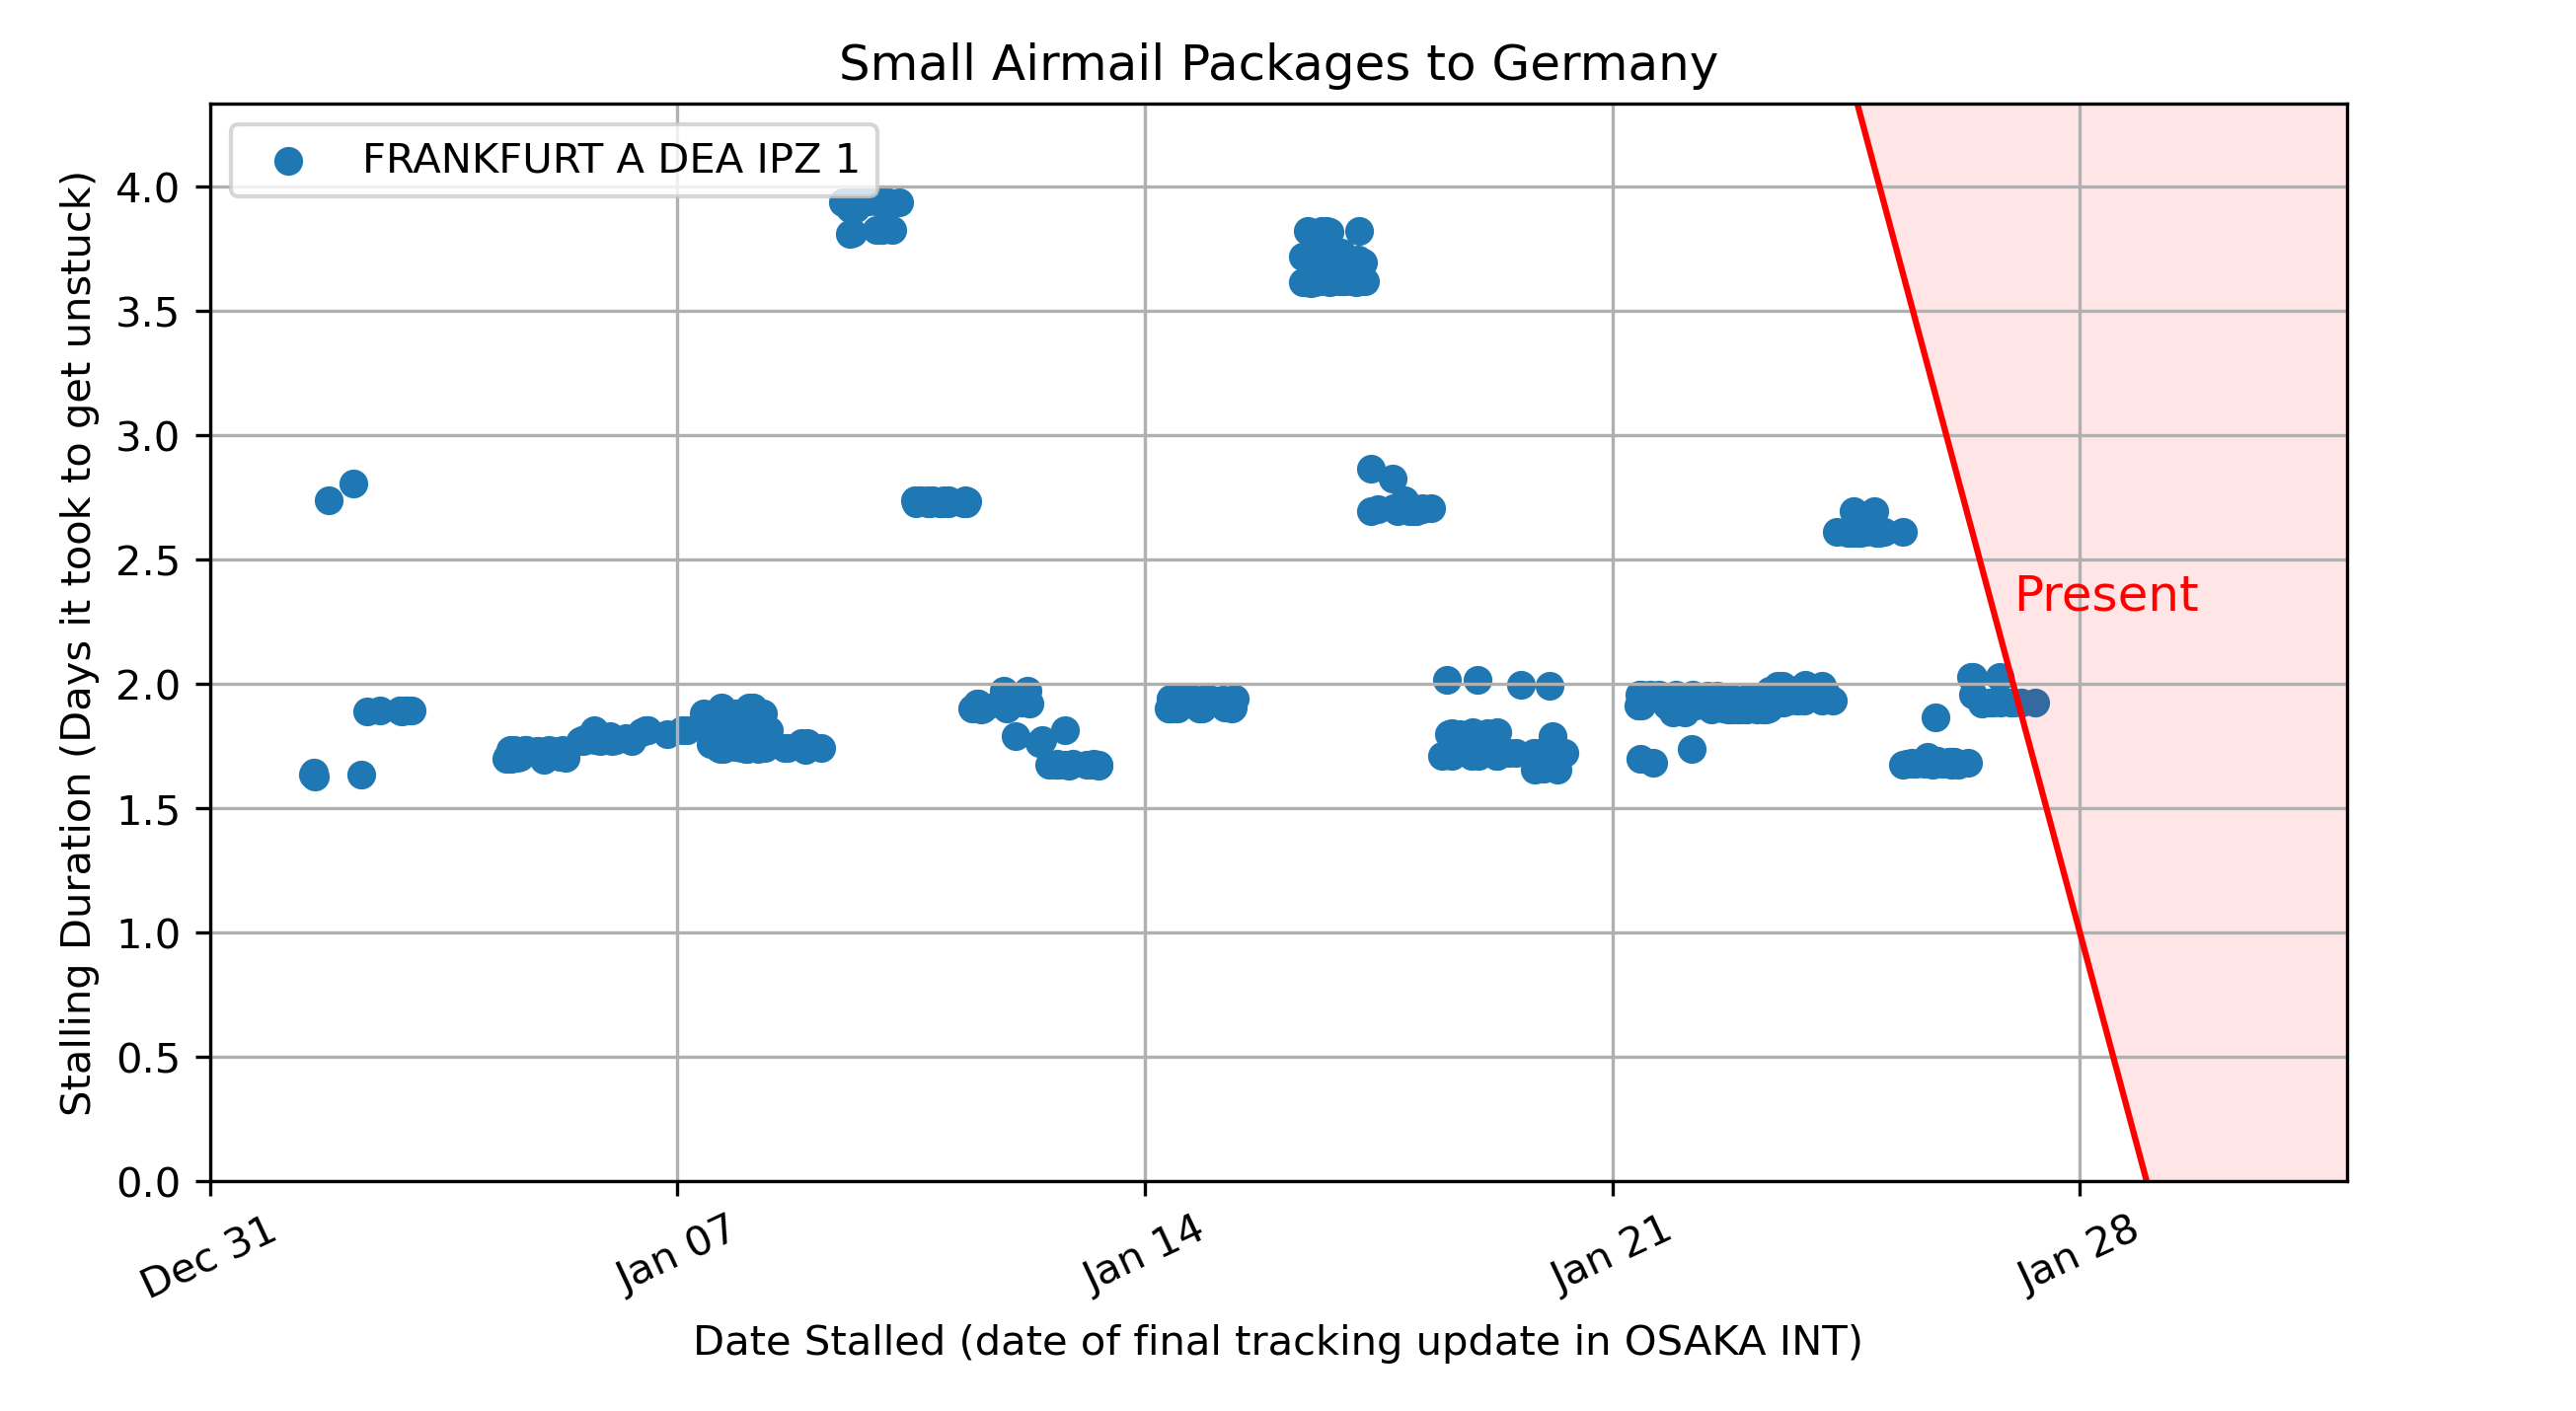 Small Airmail Packages to Germany
FRANKFURT A DEA IPZ 1
Stalling Duration (Days it took to get unstuck)
4.0
3.5
3.0
2.5
2.0
1.5
1.0
0.5
0.0
Present
Dec 31
Jan 07
Jan 14
Jan 21
Jan 28
Date Stalled (date of final tracking update in OSAKA INT)